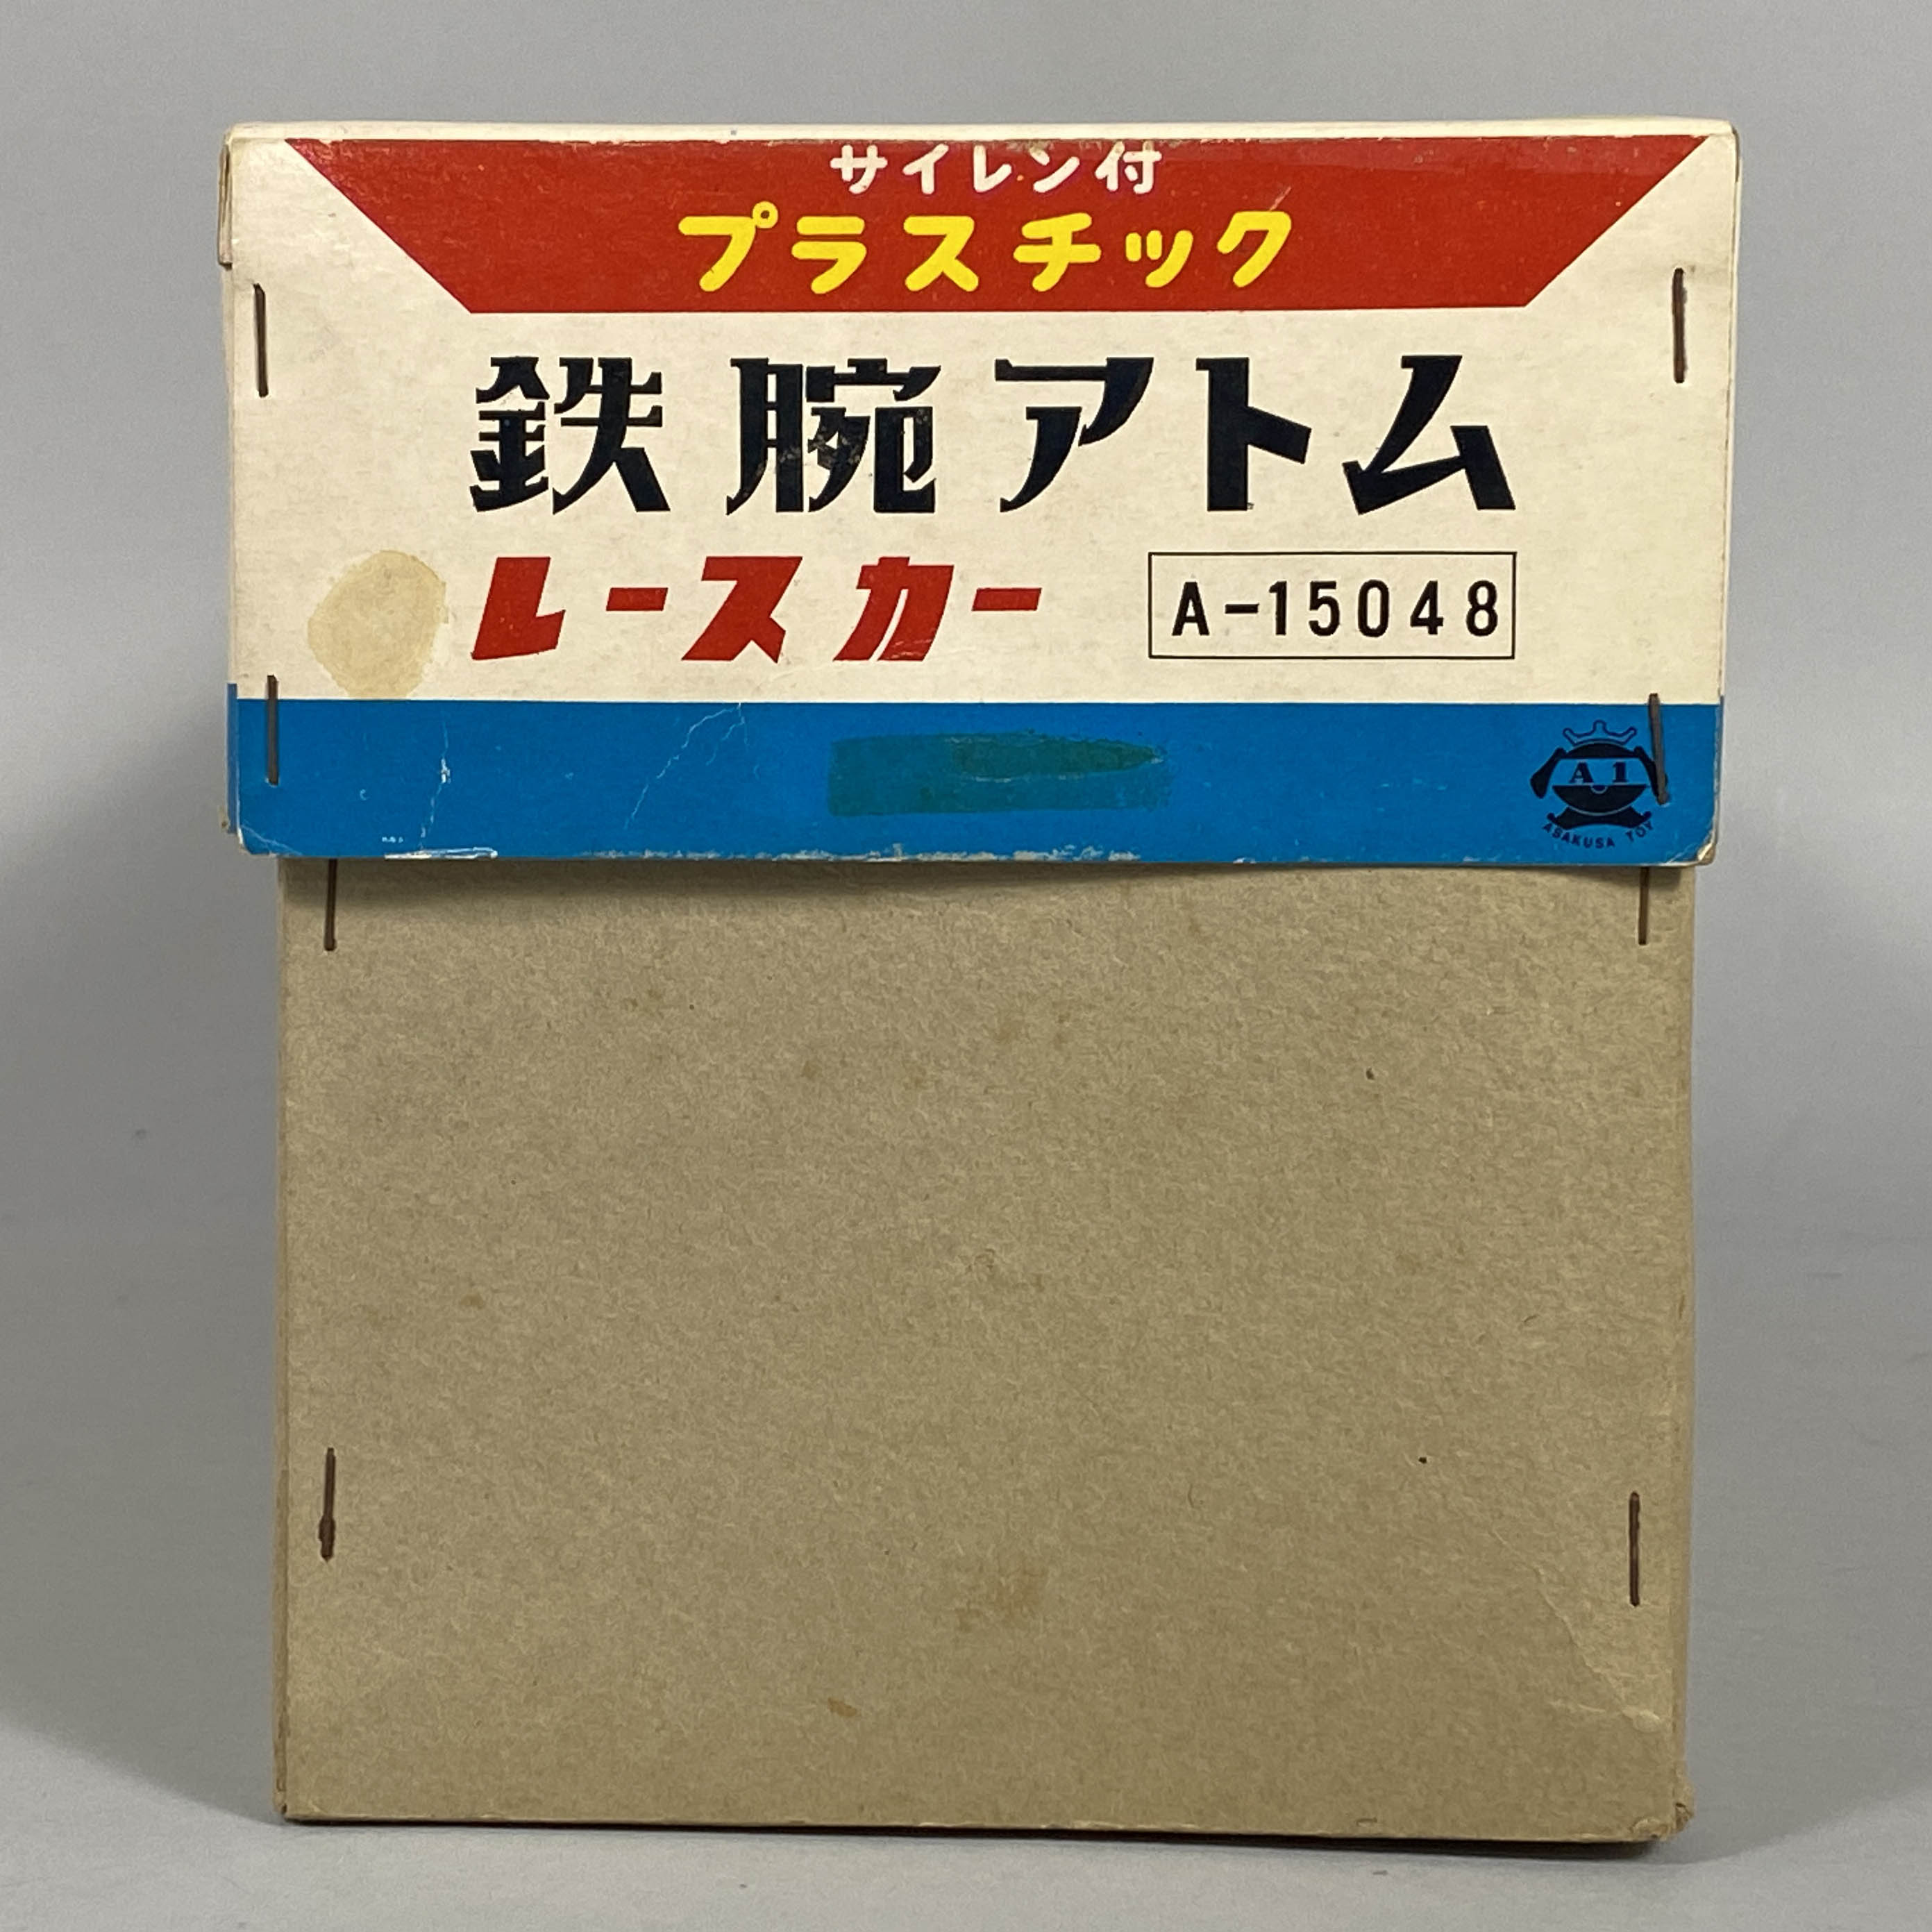 サイレン付
プラスチック
鉄腕アトム
レースカー A-15048
A1
ASAKUSA TOY